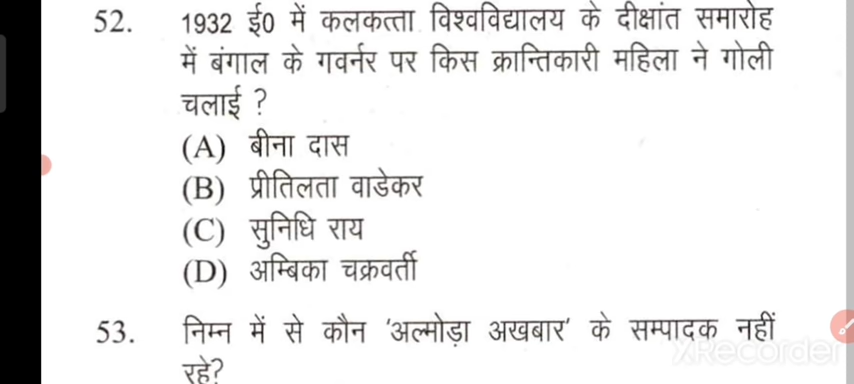 52. 1932 ई0 में कलकत्ता विश्वविद्यालय के दीक्षांत समारोह
में बंगाल के गवर्नर पर किस क्रान्तिकारी महिला ने गोली
चलाई ?
(A) बीना दास
(B) प्रीतिलता वाडेकर
(C) सुनिधि राय
(D) अम्बिका चक्रवर्ती
53. निम्न में से कौन 'अल्मोड़ा अखबार' के सम्पादक नहीं
रहे?
XRecorder